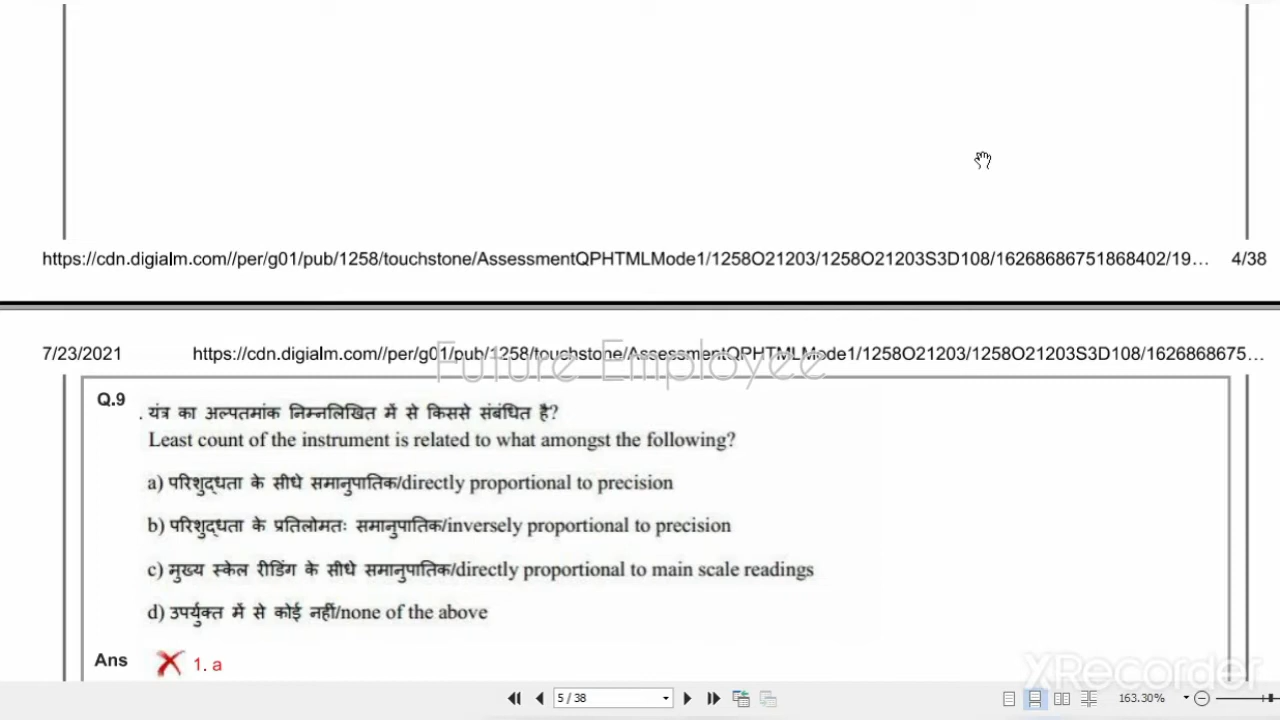 https://cdn.digialm.com//per/g01/pub/1258/touchstone/AssessmentQPHTMLMode1/1258O21203/1258O21203S3D108/16268686751868402/19... 4/38
7/23/2021 https://cdn.digialm.com//per/g01/pub/1258/touchstone/AssessmentQPHTMLMode1/1258O21203/1258O21203S3D108/1626868675...
Future Employee
Q.9 . यंत्र का अल्पतमांक निम्नलिखित में से किससे संबंधित है?
Least count of the instrument is related to what amongst the following?
a) परिशुद्धता के सीधे समानुपातिक/directly proportional to precision
b) परिशुद्धता के प्रतिलोमतः समानुपातिक/inversely proportional to precision
c) मुख्य स्केल रीडिंग के सीधे समानुपातिक/directly proportional to main scale readings
d) उपर्युक्त में से कोई नहीं/none of the above
Ans 1. a
XRecorder
5 / 38 163.30%